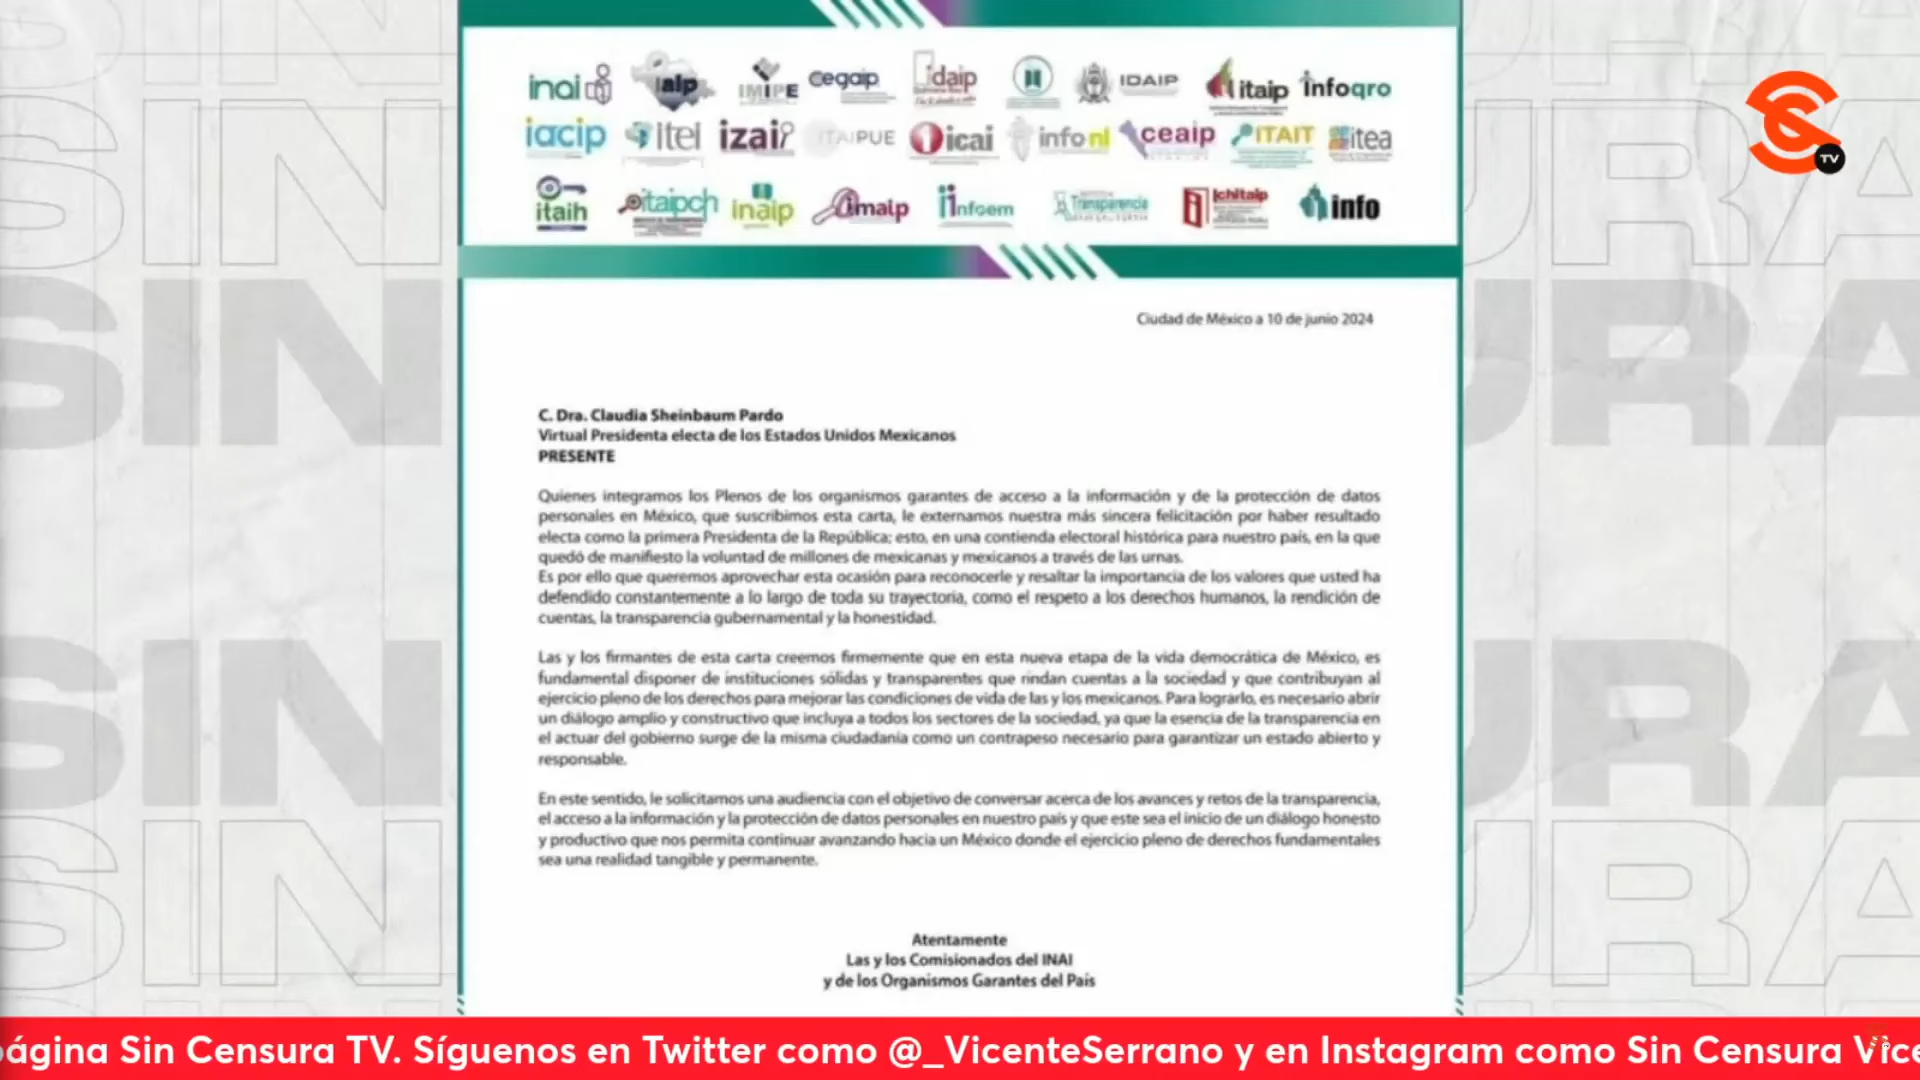 SIN
URA
inai
iaip
IMIPE
cegaip
idaip
IDAIP
itaip
infoqro
TV
iacip
itei
izai
ITAIPUE
icai
info nl
ceaip
ITAIT
itea
itaih
itaipch
inaip
imaip
infoem
Transparencia
Ichitaip
info
Ciudad de México a 10 de junio 2024
C. Dra. Claudia Sheinbaum Pardo
Virtual Presidenta electa de los Estados Unidos Mexicanos
PRESENTE
Quienes integramos los Plenos de los organismos garantes de acceso a la información y de la protección de datos
personales en México, que suscribimos esta carta, le externamos nuestra más sincera felicitación por haber resultado
electa como la primera Presidenta de la República; esto, en una contienda electoral histórica para nuestro país, en la que
quedó de manifiesto la voluntad de millones de mexicanas y mexicanos a través de las urnas.
Es por ello que queremos aprovechar esta ocasión para reconocerle y resaltar la importancia de los valores que usted ha
defendido constantemente a lo largo de toda su trayectoria, como el respeto a los derechos humanos, la rendición de
cuentas, la transparencia gubernamental y la honestidad.
Las y los firmantes de esta carta creemos firmemente que en esta nueva etapa de la vida democrática de México, es
fundamental disponer de instituciones sólidas y transparentes que rindan cuentas a la sociedad y que contribuyan al
ejercicio pleno de los derechos para mejorar las condiciones de vida de las y los mexicanos. Para lograrlo, es necesario abrir
un diálogo amplio y constructivo que incluya a todos los sectores de la sociedad, ya que la esencia de la transparencia en
el actuar del gobierno surge de la misma ciudadanía como un contrapeso necesario para garantizar un estado abierto y
responsable.
En este sentido, le solicitamos una audiencia con el objetivo de conversar acerca de los avances y retos de la transparencia,
el acceso a la información y la protección de datos personales en nuestro país y que este sea el inicio de un diálogo honesto
y productivo que nos permita continuar avanzando hacia un México donde el ejercicio pleno de derechos fundamentales
sea una realidad tangible y permanente.
Atentamente
Las y los Comisionados del INAI
y de los Organismos Garantes del País
SIN
URA
SIN
URA
SIN
URA
página Sin Censura TV. Síguenos en Twitter como @_VicenteSerrano y en Instagram como Sin Censura Vice